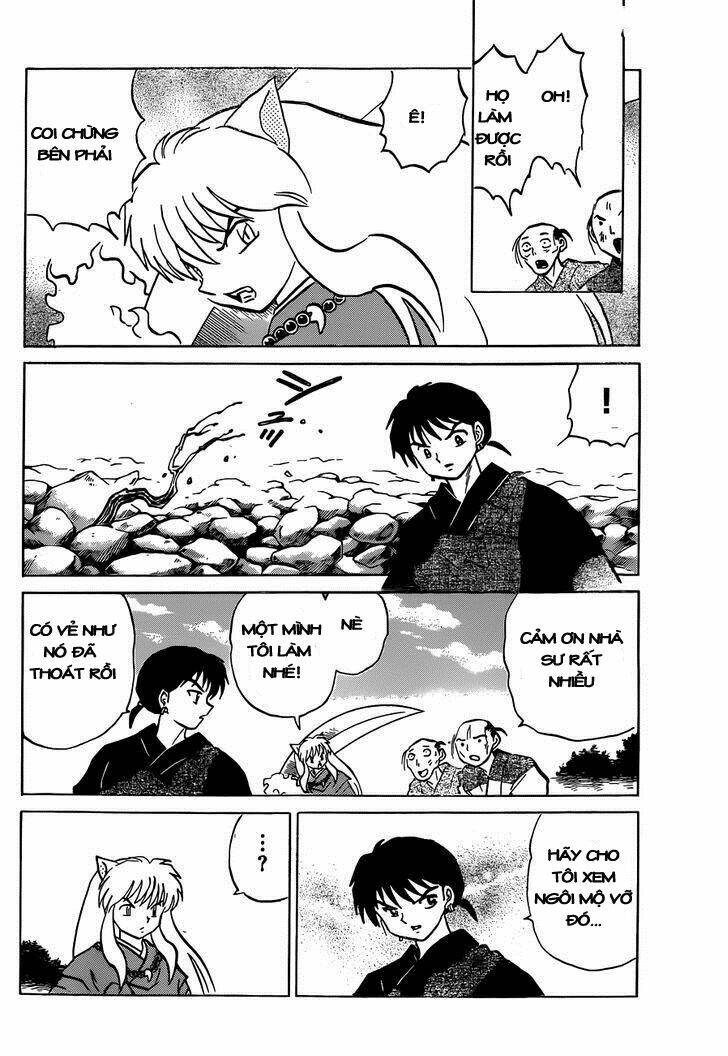 OH!
HỌ
LÀM
ĐƯỢC
RỒI
Ê!
COI CHỪNG
BÊN PHẢI
!
CẢM ƠN NHÀ
SƯ RẤT
NHIỀU
NÈ
MỘT MÌNH
TÔI LÀM
NHÉ!
CÓ VẺ NHƯ
NÓ ĐÃ
THOÁT RỒI
HÃY CHO
TÔI XEM
NGÔI MỘ VỠ
ĐÓ...
...?